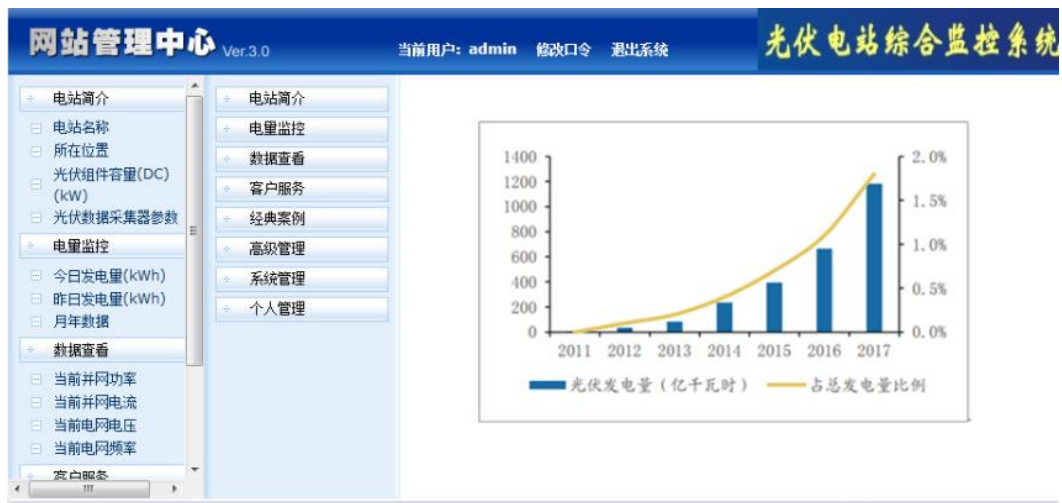 网站管理中心 Ver.3.0
当前用户: admin 修改口令 退出系统
光伏电站综合监控系统
电站简介
电站名称
所在位置
光伏组件容量(DC)
(kW)
光伏数据采集器参数
电量监控
今日发电量(kWh)
昨日发电量(kWh)
月年数据
数据查看
当前并网功率
当前并网电流
当前电网电压
当前电网频率
客户服务
电站简介
电量监控
数据查看
客户服务
经典案例
高级管理
系统管理
个人管理
1400
1200
1000
800
600
400
200
0
2.0%
1.5%
1.0%
0.5%
0.0%
2011 2012 2013 2014 2015 2016 2017
光伏发电量（亿千瓦时） 占总发电量比例